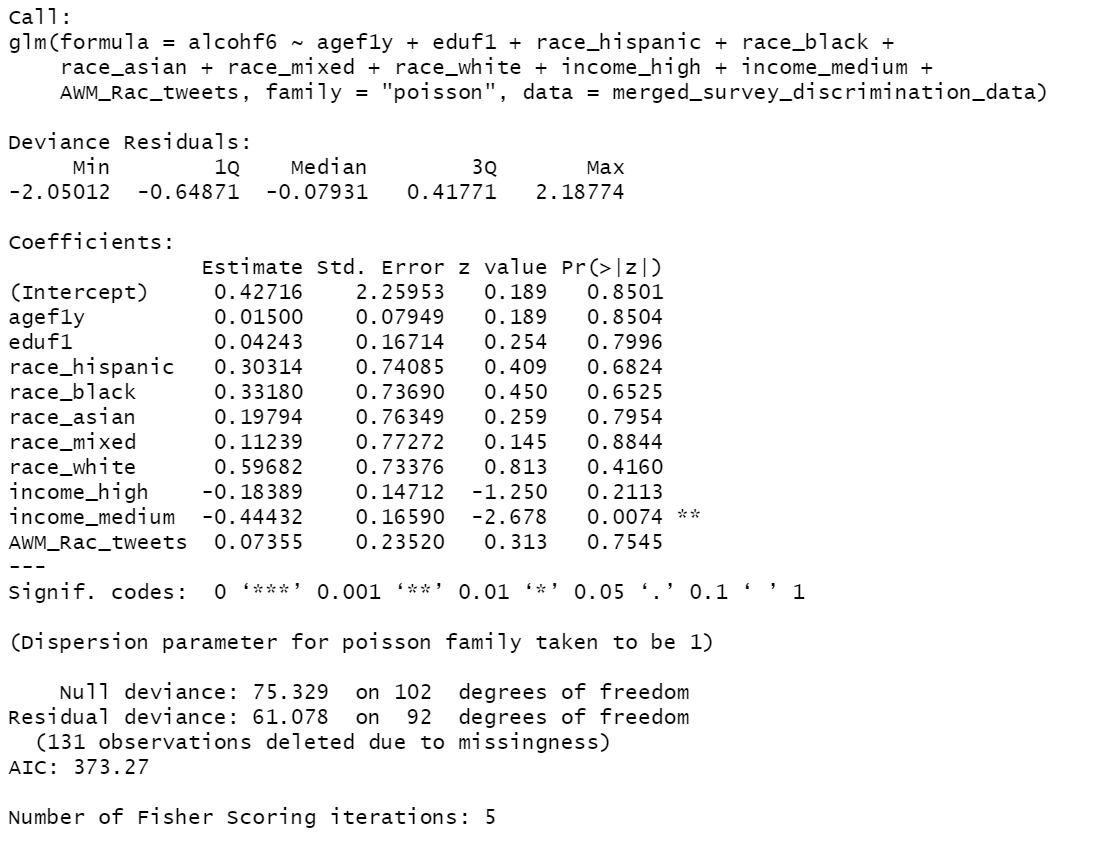 Call:
glm(formula = alcohf6 ~ agef1y + eduf1 + race_hispanic + race_black +
    race_asian + race_mixed + race_white + income_high + income_medium +
    AWM_Rac_tweets, family = "poisson", data = merged_survey_discrimination_data)

Deviance Residuals:
     Min        1Q    Median        3Q       Max
-2.05012  -0.64871  -0.07931   0.41771   2.18774

Coefficients:
               Estimate Std. Error z value Pr(>|z|)
(Intercept)     0.42716    2.25953   0.189   0.8501
agef1y          0.01500    0.07949   0.189   0.8504
eduf1           0.04243    0.16714   0.254   0.7996
race_hispanic   0.30314    0.74085   0.409   0.6824
race_black      0.33180    0.73690   0.450   0.6525
race_asian      0.19794    0.76349   0.259   0.7954
race_mixed      0.11239    0.77272   0.145   0.8844
race_white      0.59682    0.73376   0.813   0.4160
income_high    -0.18389    0.14712  -1.250   0.2113
income_medium  -0.44432    0.16590  -2.678   0.0074 **
AWM_Rac_tweets  0.07355    0.23520   0.313   0.7545
---
Signif. codes:  0 ‘***’ 0.001 ‘**’ 0.01 ‘*’ 0.05 ‘.’ 0.1 ‘ ’ 1

(Dispersion parameter for poisson family taken to be 1)

    Null deviance: 75.329  on 102  degrees of freedom
Residual deviance: 61.078  on  92  degrees of freedom
  (131 observations deleted due to missingness)
AIC: 373.27

Number of Fisher Scoring iterations: 5